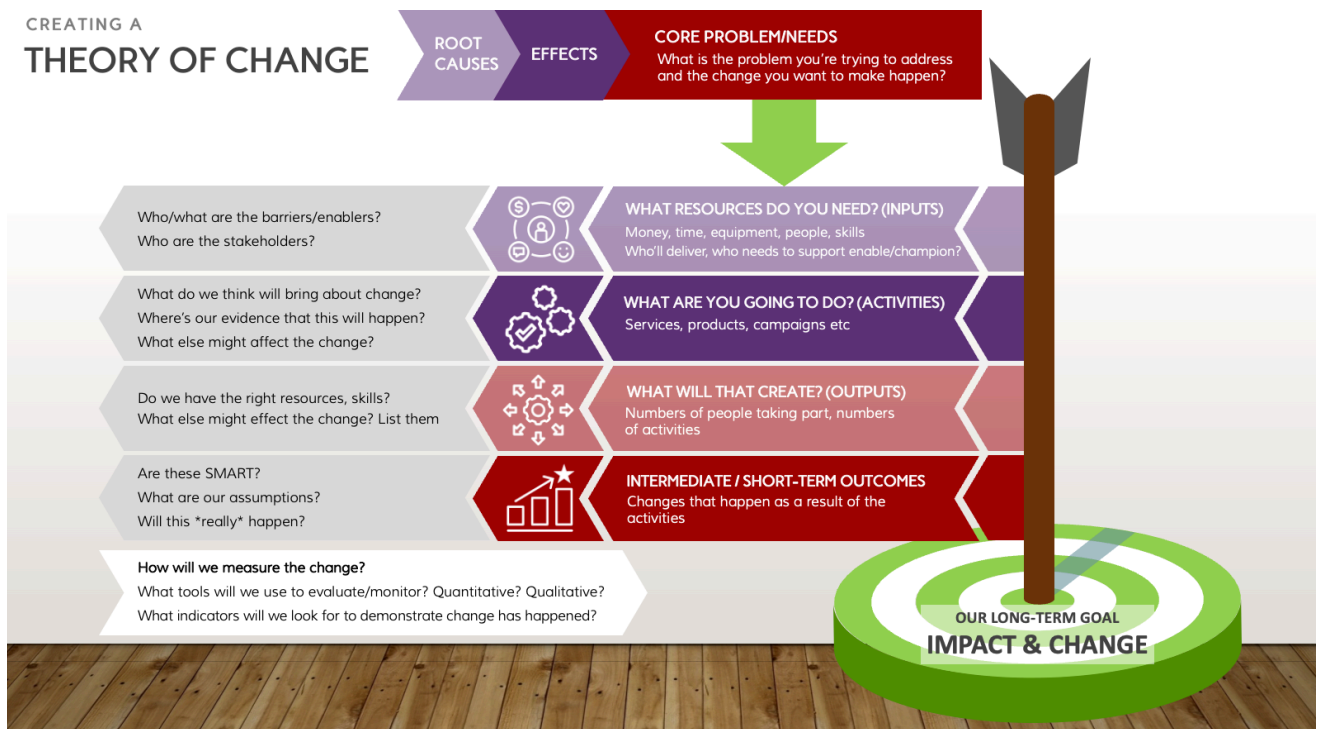 CREATING A
THEORY OF CHANGE
ROOT
CAUSES
EFFECTS
CORE PROBLEM/NEEDS
What is the problem you're trying to address
and the change you want to make happen?
Who/what are the barriers/enablers?
Who are the stakeholders?
WHAT RESOURCES DO YOU NEED? (INPUTS)
Money, time, equipment, people, skills
Who'll deliver, who needs to support enable/champion?
What do we think will bring about change?
Where's our evidence that this will happen?
What else might affect the change?
WHAT ARE YOU GOING TO DO? (ACTIVITIES)
Services, products, campaigns etc
Do we have the right resources, skills?
What else might effect the change? List them
WHAT WILL THAT CREATE? (OUTPUTS)
Numbers of people taking part, numbers
of activities
Are these SMART?
What are our assumptions?
Will this *really* happen?
INTERMEDIATE / SHORT-TERM OUTCOMES
Changes that happen as a result of the
activities
How will we measure the change?
What tools will we use to evaluate/monitor? Quantitative? Qualitative?
What indicators will we look for to demonstrate change has happened?
OUR LONG-TERM GOAL
IMPACT & CHANGE